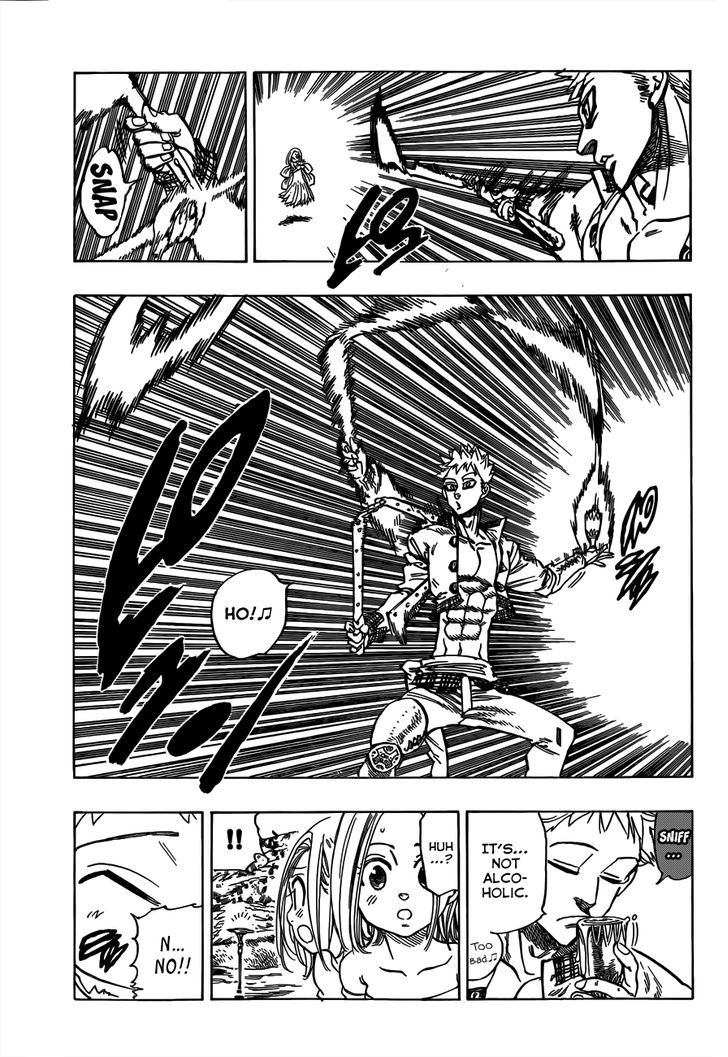 SNAP
HO!♫
SNIFF
...
IT'S...
NOT
ALCO-
HOLIC.
Too
bad♫
HUH
...?
!!
N...
NO!!